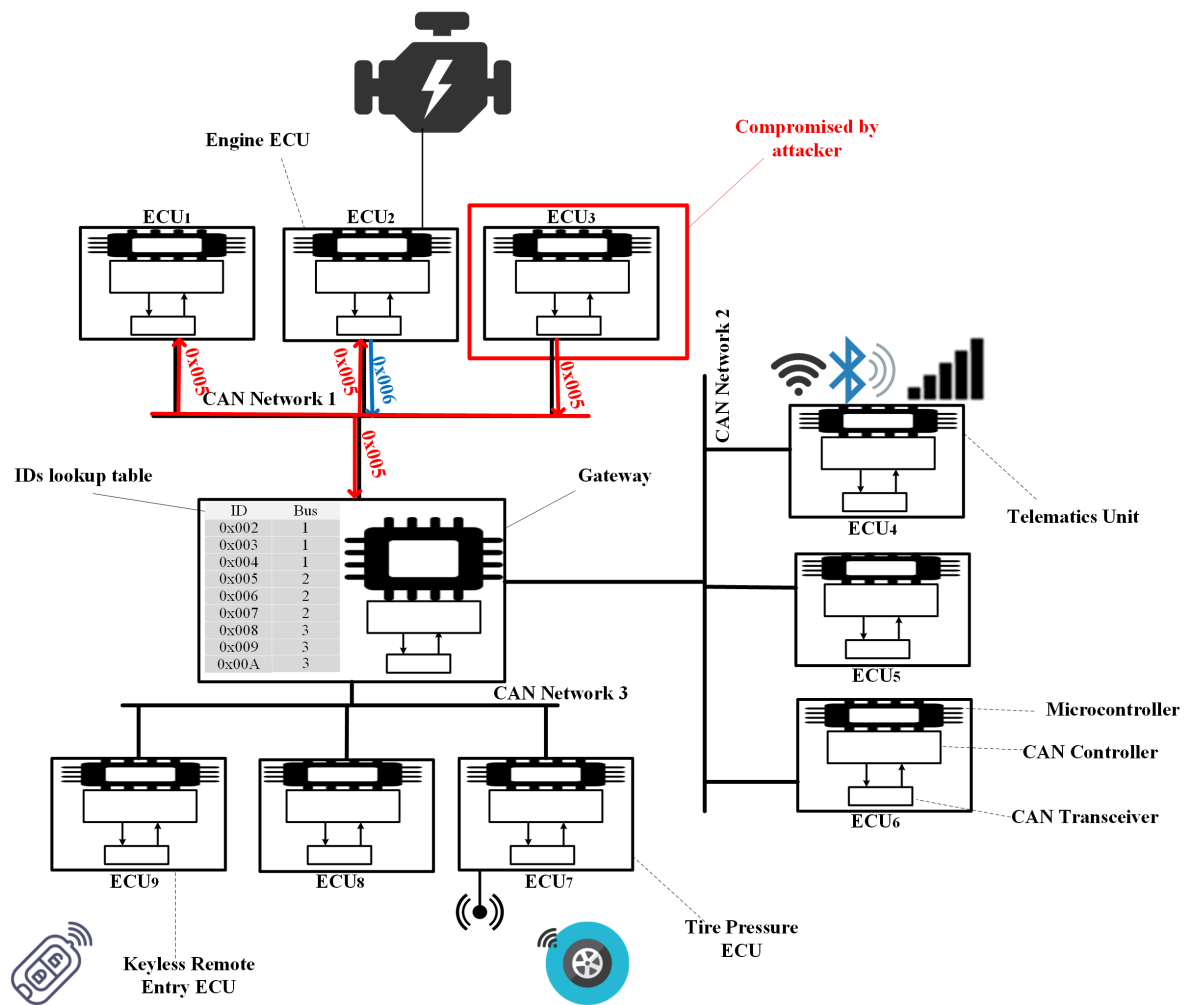 Engine ECU
Compromised by
attacker
ECU1
ECU2
ECU3
0x005
0x005
0x006
0x005
CAN Network 1
0x005
CAN Network 2
IDs lookup table
Gateway
ID Bus
0x002 1
0x003 1
0x004 1
0x005 2
0x006 2
0x007 2
0x008 3
0x009 3
0x00A 3
ECU4
Telematics Unit
ECU5
CAN Network 3
Microcontroller
CAN Controller
CAN Transceiver
ECU6
ECU9
ECU8
ECU7
Tire Pressure
ECU
Keyless Remote
Entry ECU